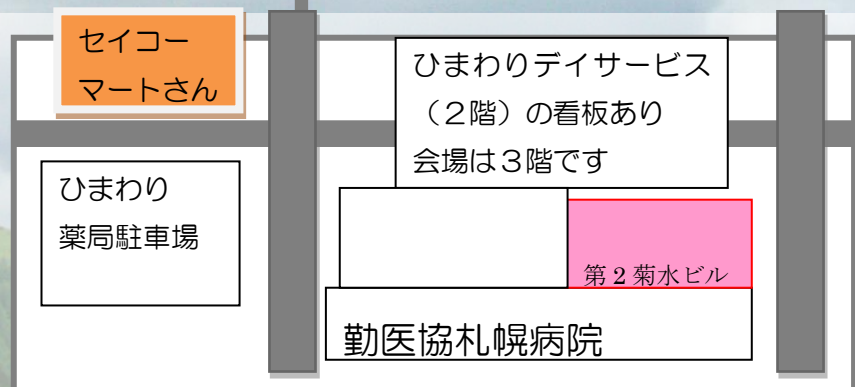 セイコー
マートさん
ひまわりデイサービス
（２階）の看板あり
会場は３階です
ひまわり
薬局駐車場
第２菊水ビル
勤医協札幌病院